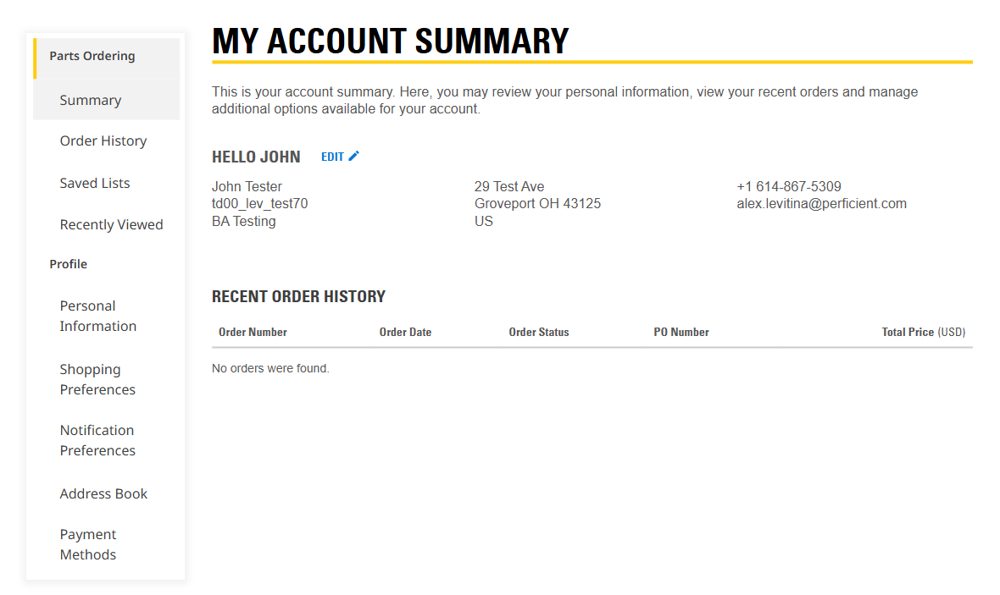 Parts Ordering
Summary
Order History
Saved Lists
Recently Viewed
Profile
Personal
Information
Shopping
Preferences
Notification
Preferences
Address Book
Payment
Methods
MY ACCOUNT SUMMARY
This is your account summary. Here, you may review your personal information, view your recent orders and manage
additional options available for your account.
HELLO JOHN EDIT
John Tester
td00_lev_test70
BA Testing
29 Test Ave
Groveport OH 43125
US
+1 614-867-5309
alex.levitina@perficient.com
RECENT ORDER HISTORY
Order Number Order Date Order Status PO Number Total Price (USD)
No orders were found.